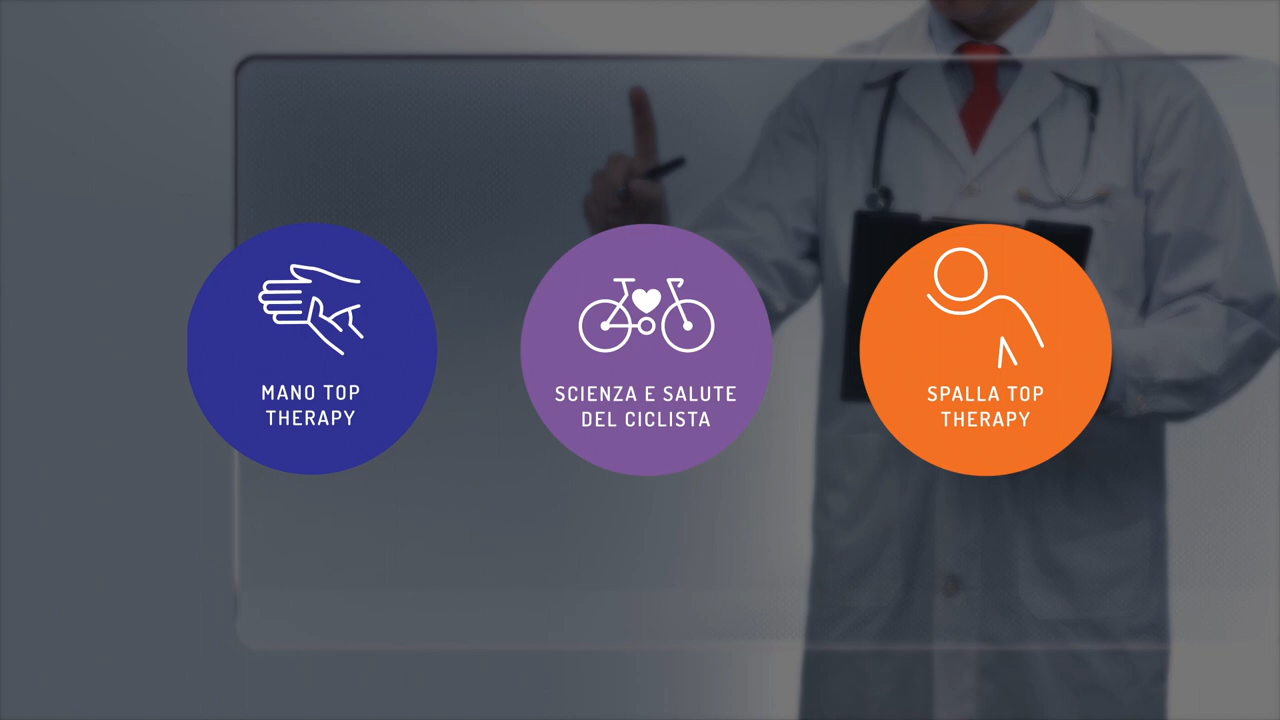 MANO TOP
THERAPY
SCIENZA E SALUTE
DEL CICLISTA
SPALLA TOP
THERAPY